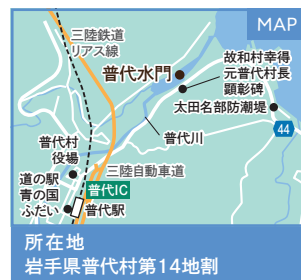 MAP
三陸鉄道
リアス線
普代水門
故和村幸得
元普代村長
顕彰碑
太田名部防潮堤
44
普代川
普代村
役場
三陸自動車道
道の駅
青の国
ふだい
普代IC
普代駅
所在地
岩手県普代村第14地割